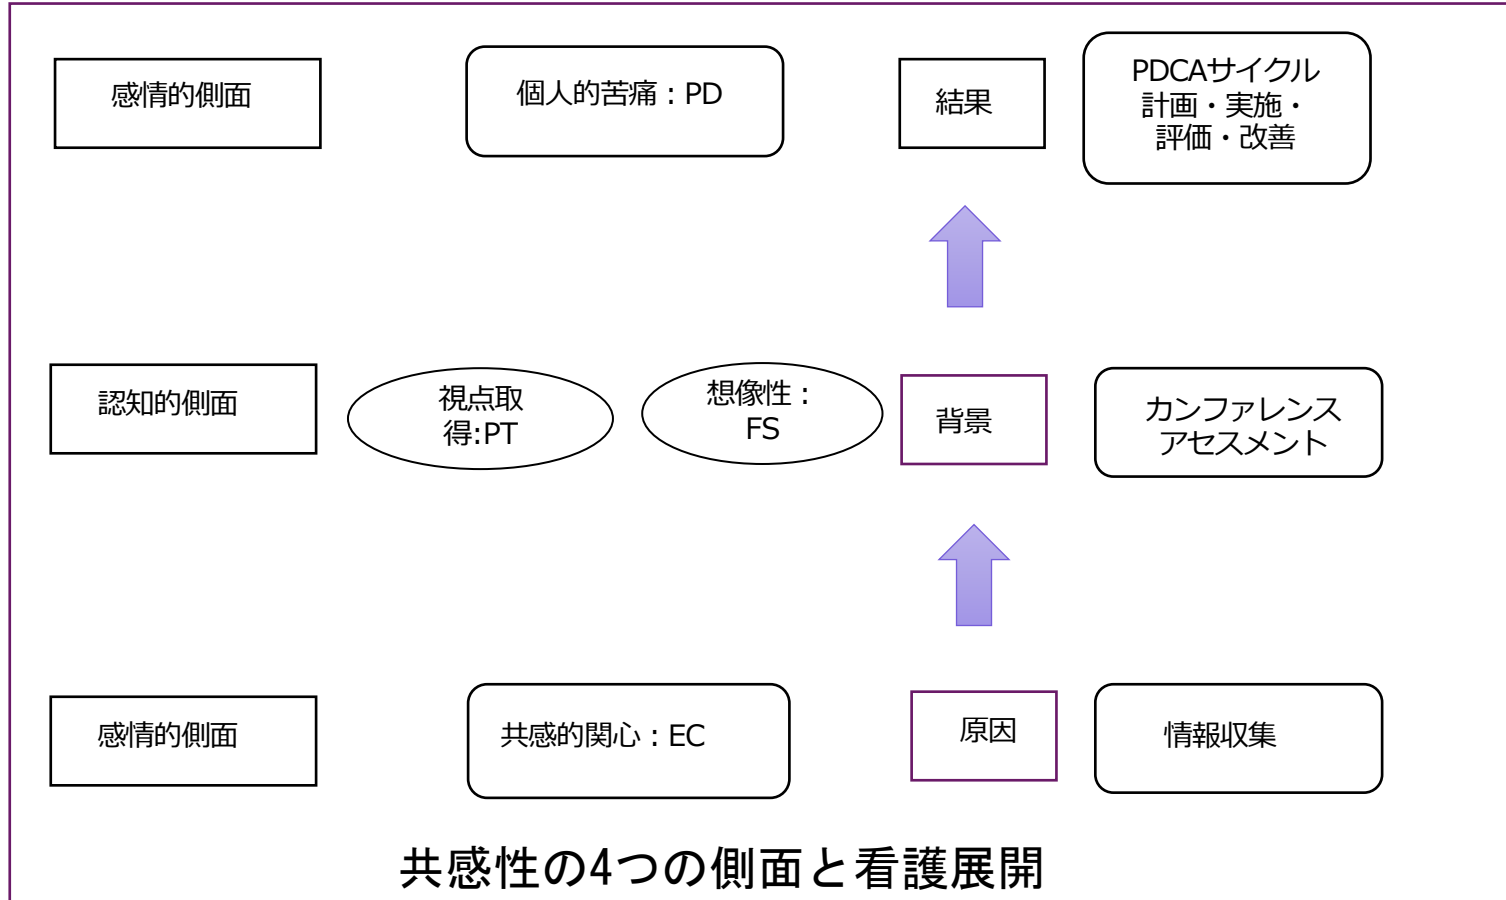 感情的側面
個人的苦痛：PD
結果
PDCAサイクル
計画・実施・
評価・改善
認知的側面
視点取
得:PT
想像性：
FS
背景
カンファレンス
アセスメント
感情的側面
共感的関心：EC
原因
情報収集
共感性の4つの側面と看護展開